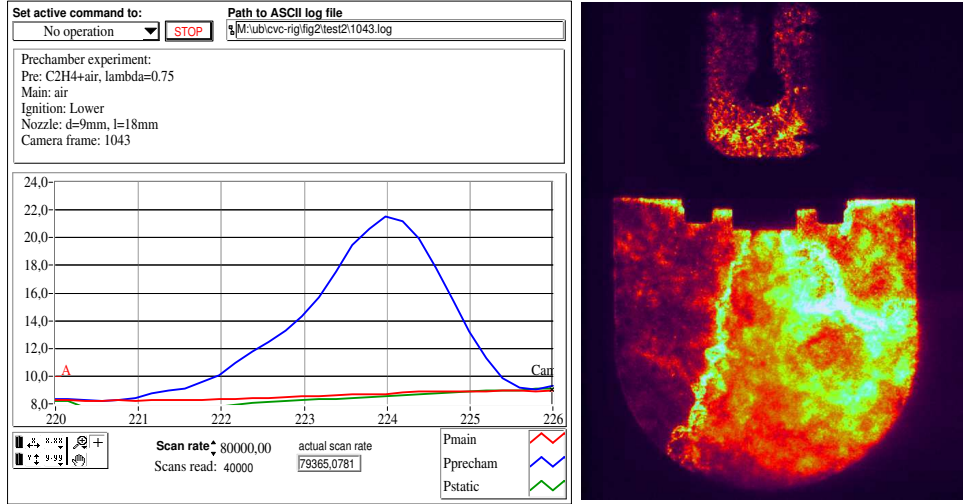 Set active command to:
Path to ASCII log file
No operation
STOP
M:\ub\cvc-rig\fig2\test2\1043.log
Prechamber experiment:
Pre: C2H4+air, lambda=0.75
Main: air
Ignition: Lower
Nozzle: d=9mm, l=18mm
Camera frame: 1043
24.0
22.0
20.0
18.0
16.0
14.0
12.0
10.0
8.0
A
Can
220 221 222 223 224 225 226
Scan rate 80000,00
Scans read: 40000
actual scan rate
79365,0781
Pmain
Pprecham
Pstatic